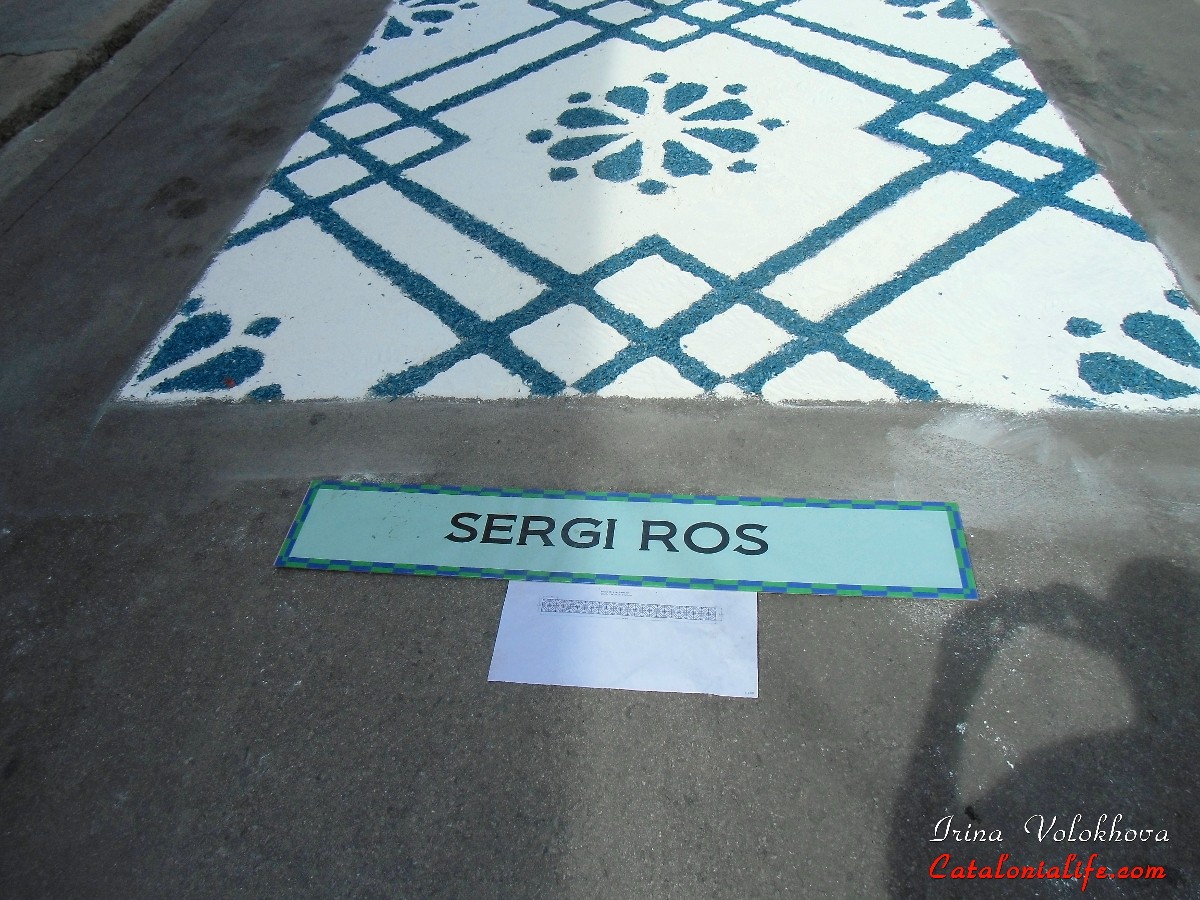 SERGI ROS
Irina Volokhova
Catalonialife.com